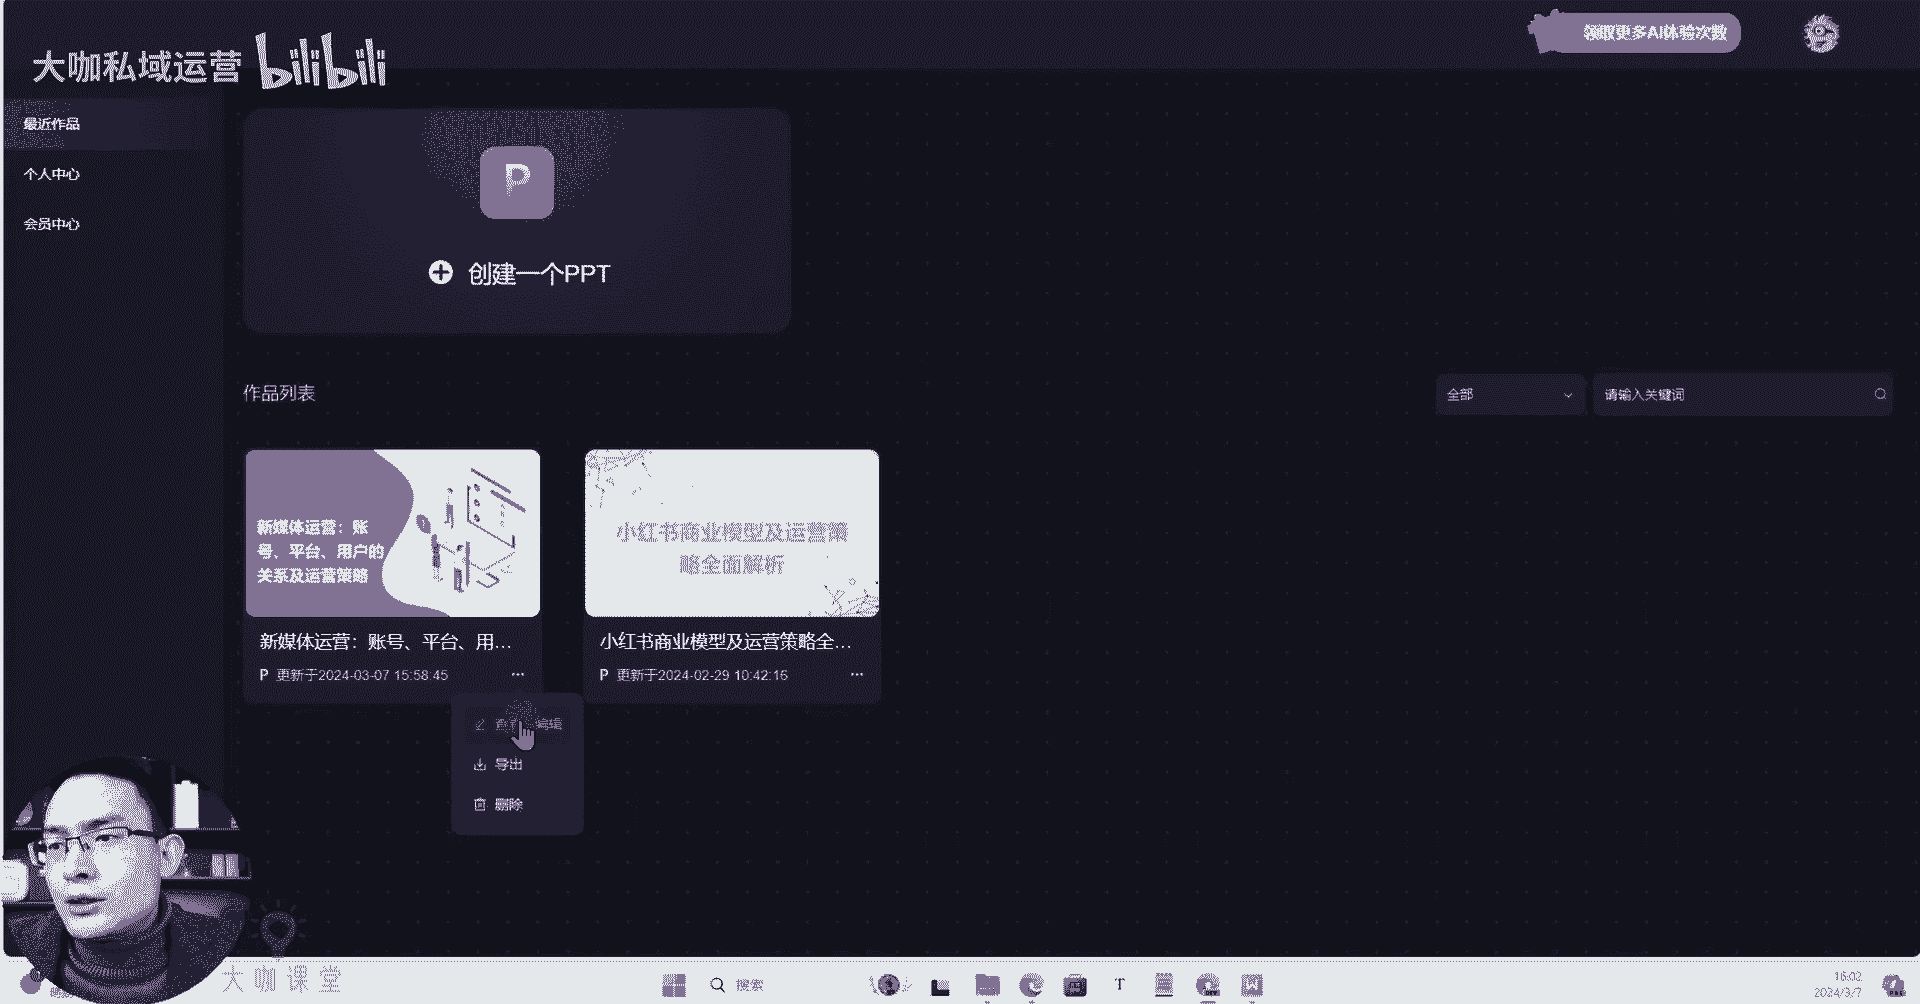 大咖私域运营 bilibili
领取更多AI体验次数
最近作品
个人中心
会员中心
P
创建一个PPT
作品列表
全部
请输入关键词
新媒体运营：账
号、平台、用户的
关系及运营策略
小红书商业模型及运营策
略全面解析
新媒体运营：账号、平台、用...
P 更新于2024-03-07 15:58:45 ...
小红书商业模型及运营策略全...
P 更新于2024-02-29 10:42:16 ...
编辑
导出
删除
大咖课堂
搜索
16:02
2024/3/7